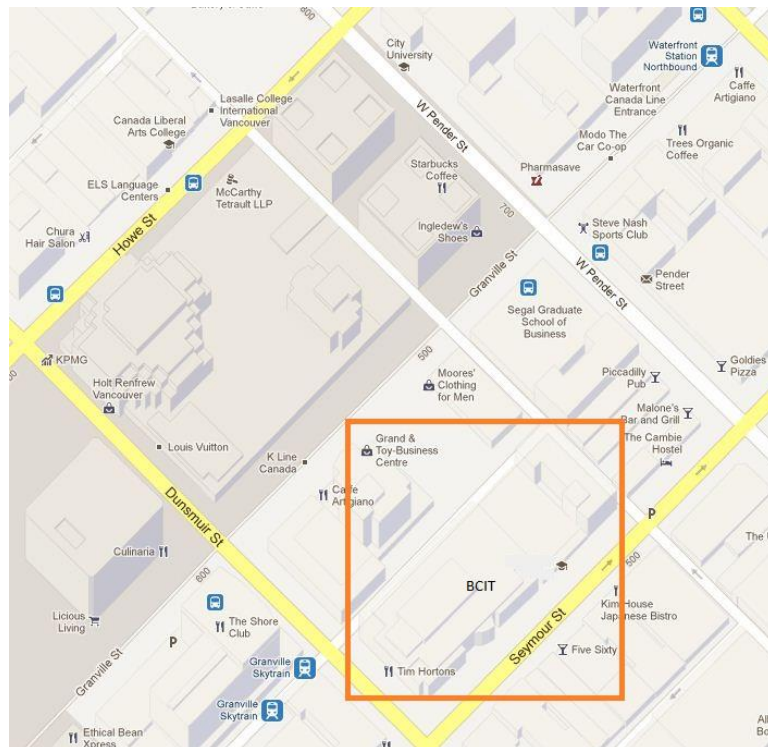 800
City
University
Waterfront
Station
Northbound
Caffe
Artigiano
Lasalle College
International
Vancouver
Canada Liberal
Arts College
W Pender St
Waterfront
Canada Line
Entrance
Modo The
Car Co-op
Trees Organic
Coffee
Pharmasave
Starbucks
Coffee
ELS Language
Centers
McCarthy
Tetrault LLP
700
Chura
Hair Salon
Howe St
Ingledew's
Shoes
Steve Nash
Sports Club
Granville St
W Pender St
Pender
Street
Segal Graduate
School of
Business
500
KPMG
Holt Renfrew
Vancouver
Moores'
Clothing
for Men
Piccadilly
Pub
Goldies
Pizza
Malone's
Bar and Grill
The Cambie
Hostel
Grand &
Toy-Business
Centre
Louis Vuitton
K Line
Canada
Caffe
Artigiano
Dunsmuir St
P
500
The
Culinaria
BCIT
600
Kim House
Japanese Bistro
Licious
Living
The Shore
Club
P
Seymour St
Five Sixty
Granville
Skytrain
Tim Hortons
Granville St
Granville
Skytrain
Ethical Bean
Xpress